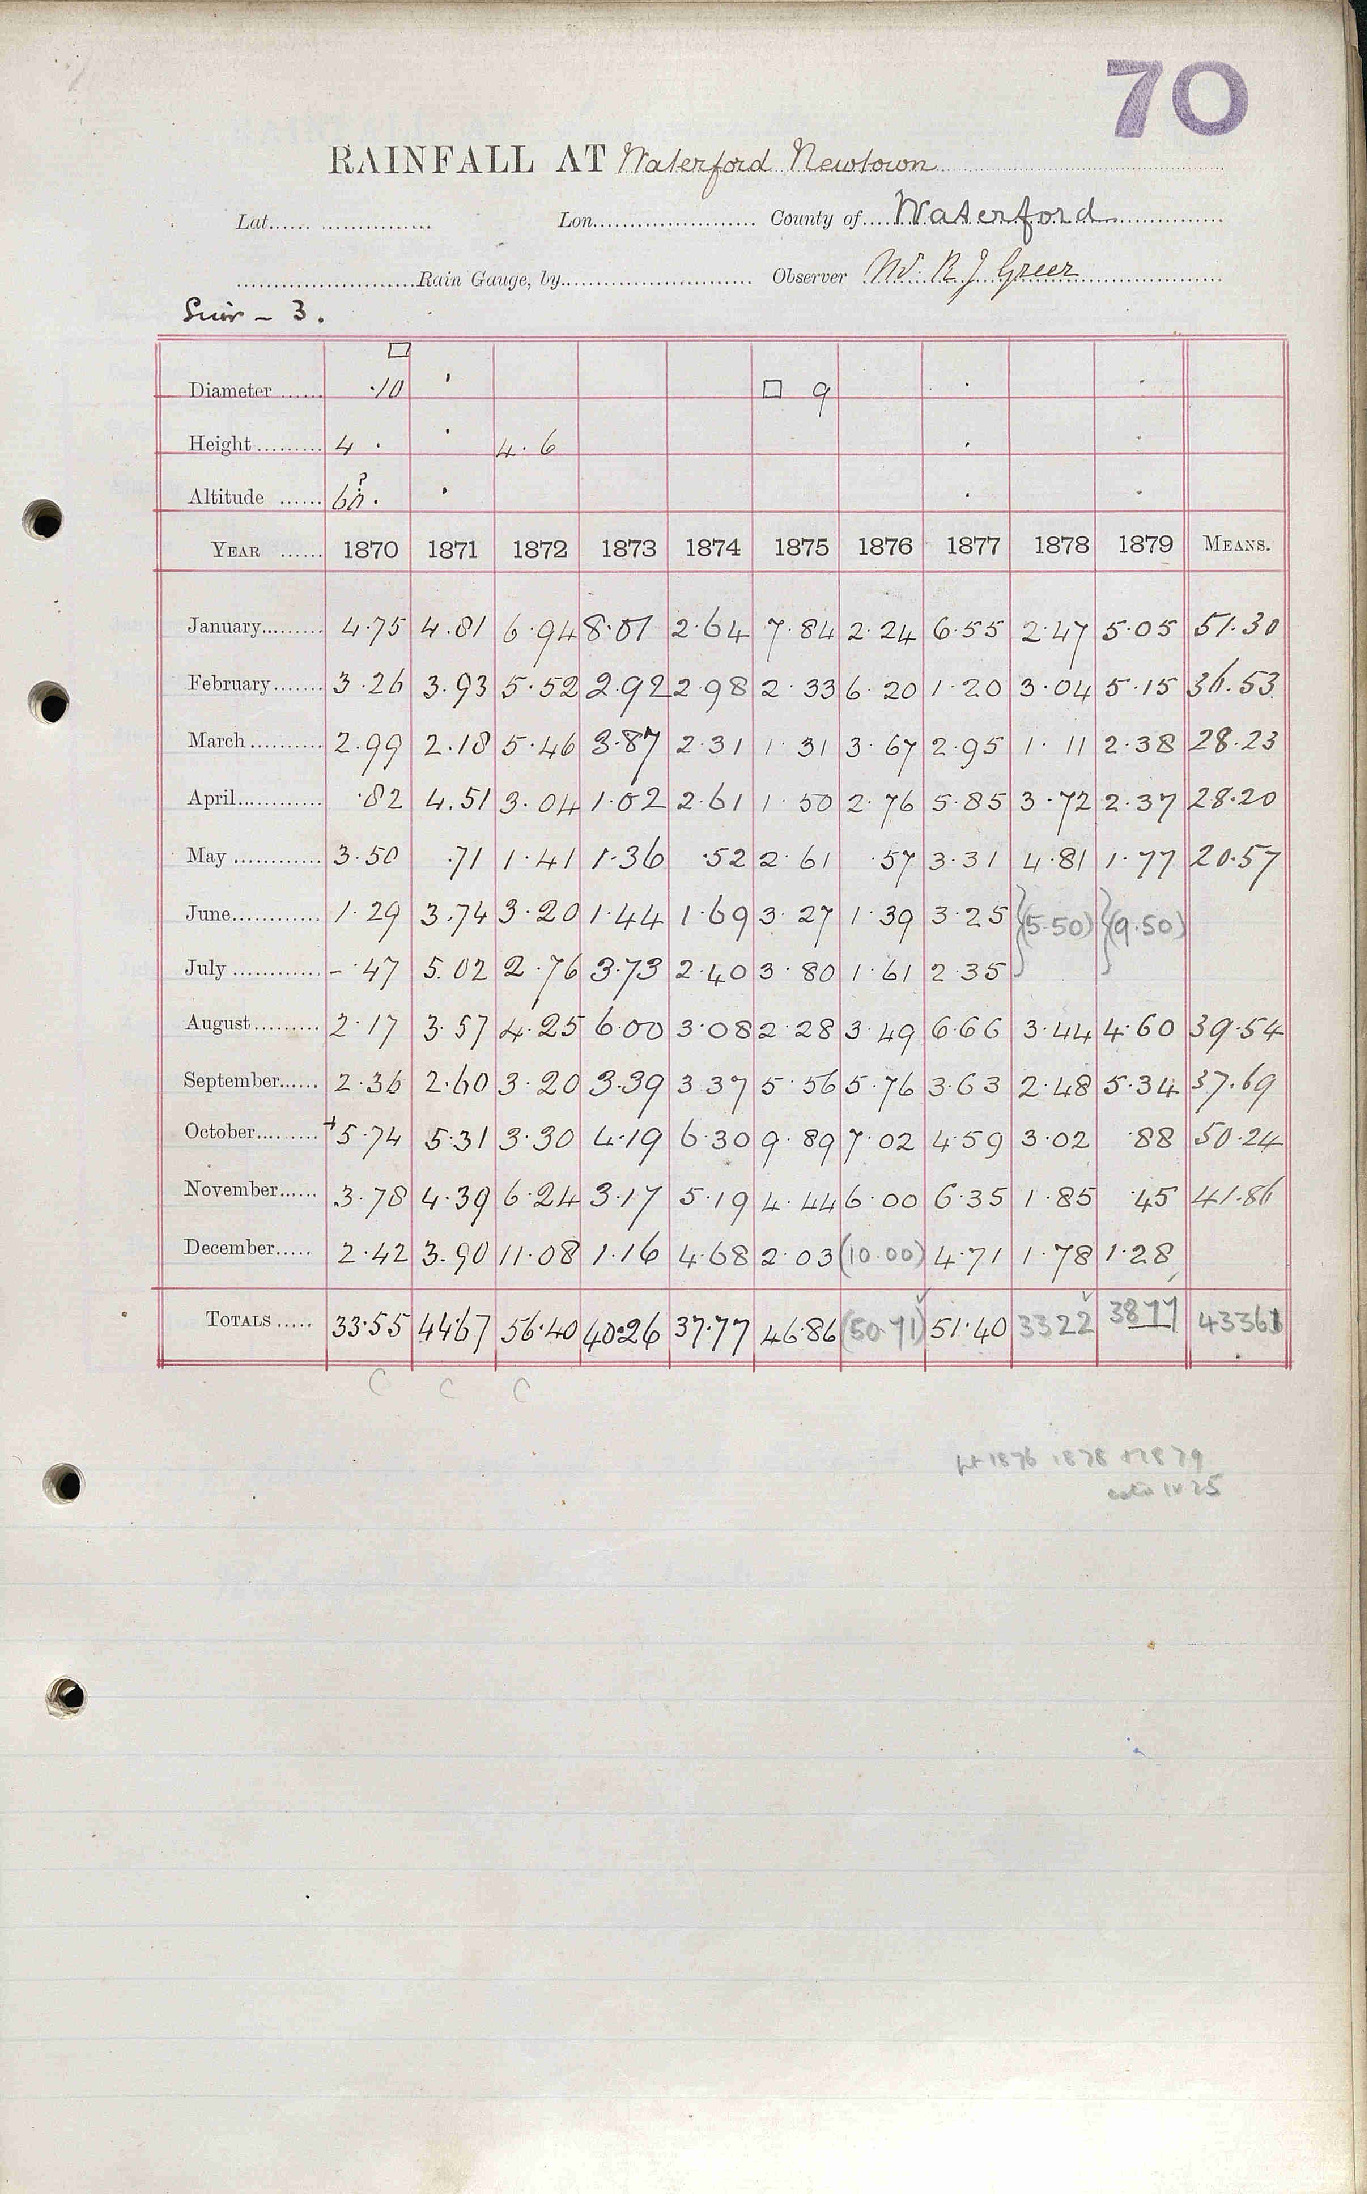 70
RAINFALL AT Waterford Newtown
Lat. Lon. County of Waterford
Rain Gauge, by Observer W. R J Greer
Suir - 3.
Diameter ·10 □ 9
Height 4 · 4·6
Altitude 60 ?
YEAR 1870 1871 1872 1873 1874 1875 1876 1877 1878 1879 MEANS.
January 4·75 4.81 6·94 8·01 2·64 7·84 2·24 6·55 2·47 5·05 51·30
February 3·26 3.93 5·52 2·92 2·98 2·33 6·20 1·20 3·04 5·15 36.53
March 2.99 2.18 5·46 3·87 2·31 1·31 3·67 2·95 1·11 2·38 28·23
April ·82 4.51 3·04 1·02 2·61 1·50 2·76 5·85 3·72 2·37 28·20
May 3·50 ·71 1·41 1·36 ·52 2·61 ·57 3·31 4·81 1·77 20·57
June 1·29 3.74 3·20 1·44 1·69 3·27 1·39 3·25 (5·50) (9·50)
July ·47 5.02 2·76 3·73 2·40 3·80 1·61 2·35
August 2·17 3·57 4·25 6·00 3·08 2·28 3·49 6·66 3·44 4·60 39·54
September 2·36 2·60 3·20 3·39 3·37 5·56 5·76 3·63 2·48 5·34 37.69
October +5·74 5·31 3·30 4·19 6·30 9·89 7·02 4·59 3·02 ·88 50·24
November 3·78 4·39 6·24 3·17 5·19 4·44 6·00 6·35 1·85 ·45 41.86
December 2·42 3.90 11·08 1·16 4·68 2·03 (10·00) 4·71 1·78 1·28
TOTALS 33·55 44·67 56·40 40·26 37·77 46·86 (50·71) 51·40 3322 3877 43361
C C C
1876 1878 1879